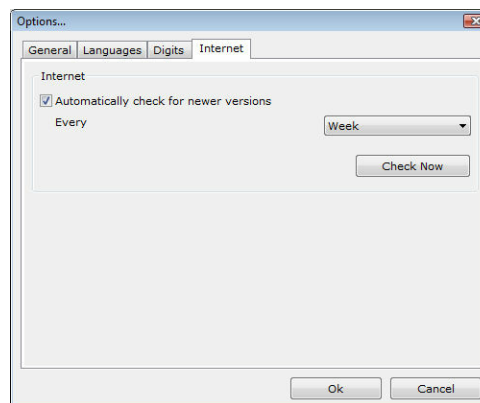 Options...
General Languages Digits Internet
Internet
Automatically check for newer versions
Every Week
Check Now
Ok Cancel